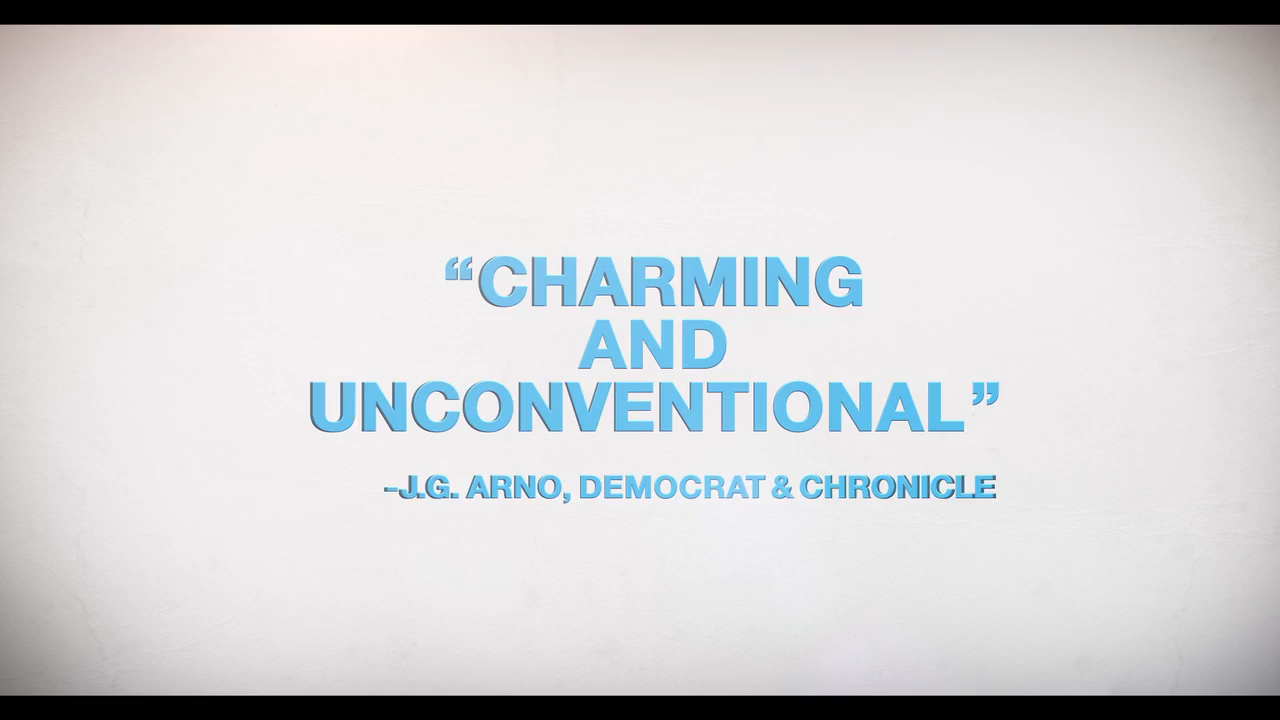 “CHARMING
AND
UNCONVENTIONAL”
–J.G. ARNO, DEMOCRAT & CHRONICLE